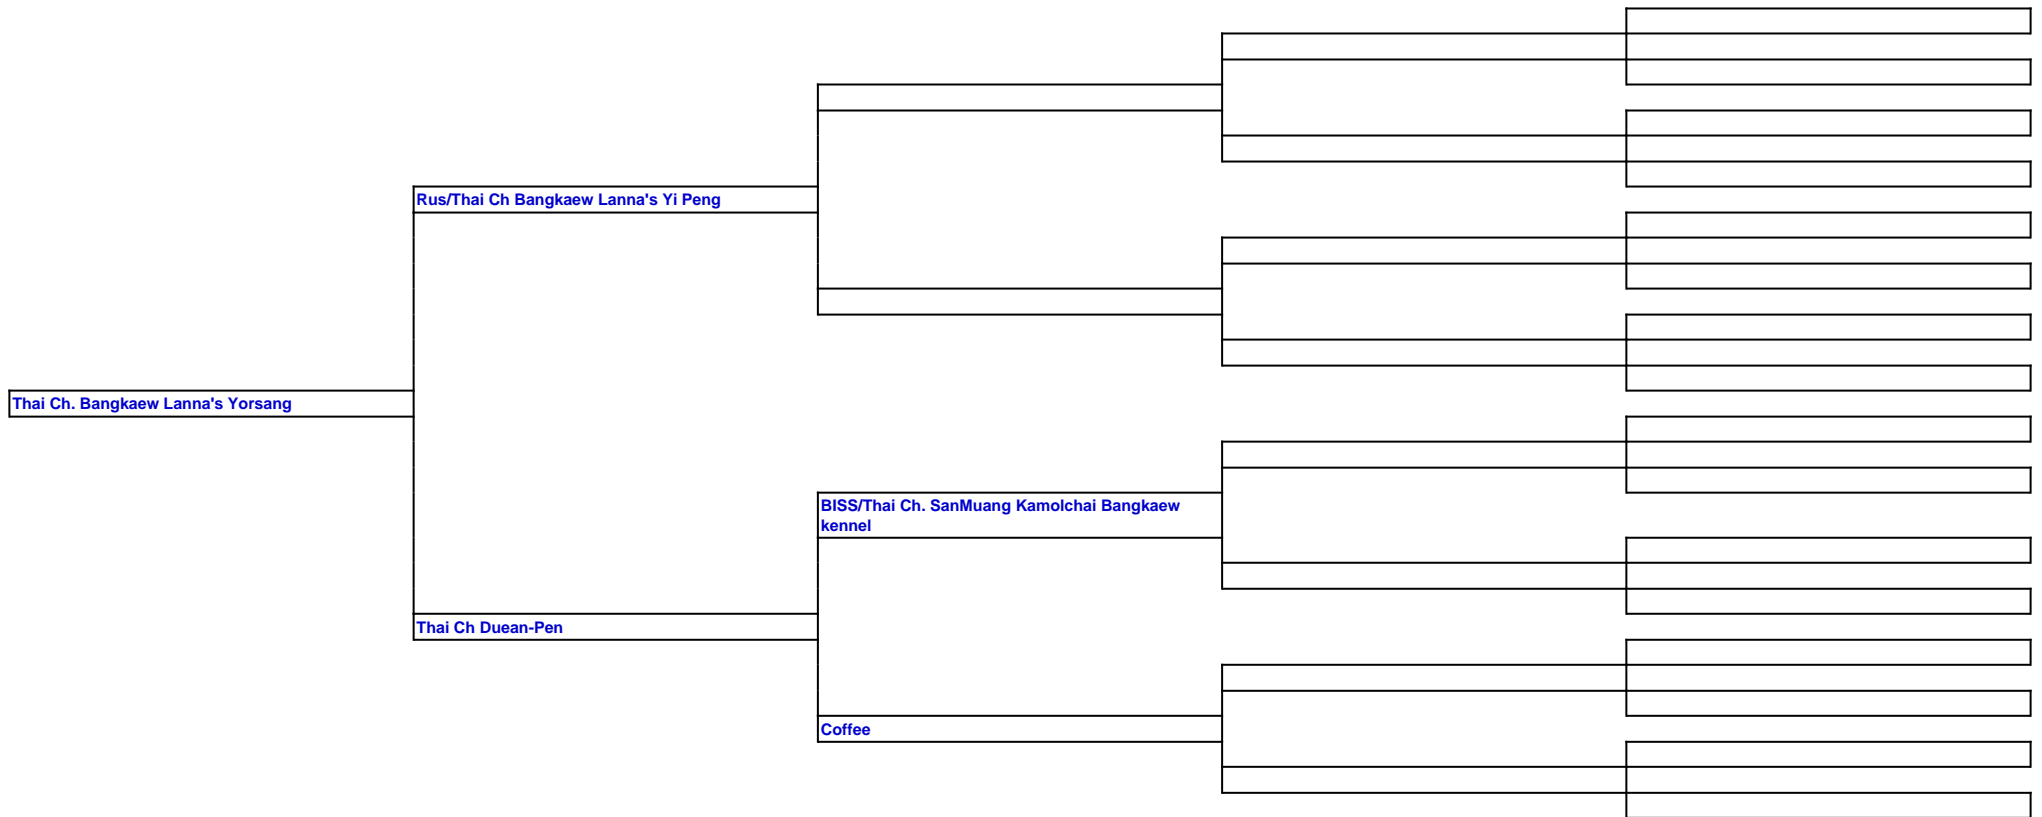 Rus/Thai Ch Bangkaew Lanna's Yi Peng
Thai Ch. Bangkaew Lanna's Yorsang
BISS/Thai Ch. SanMuang Kamolchai Bangkaew
kennel
Thai Ch Duean-Pen
Coffee